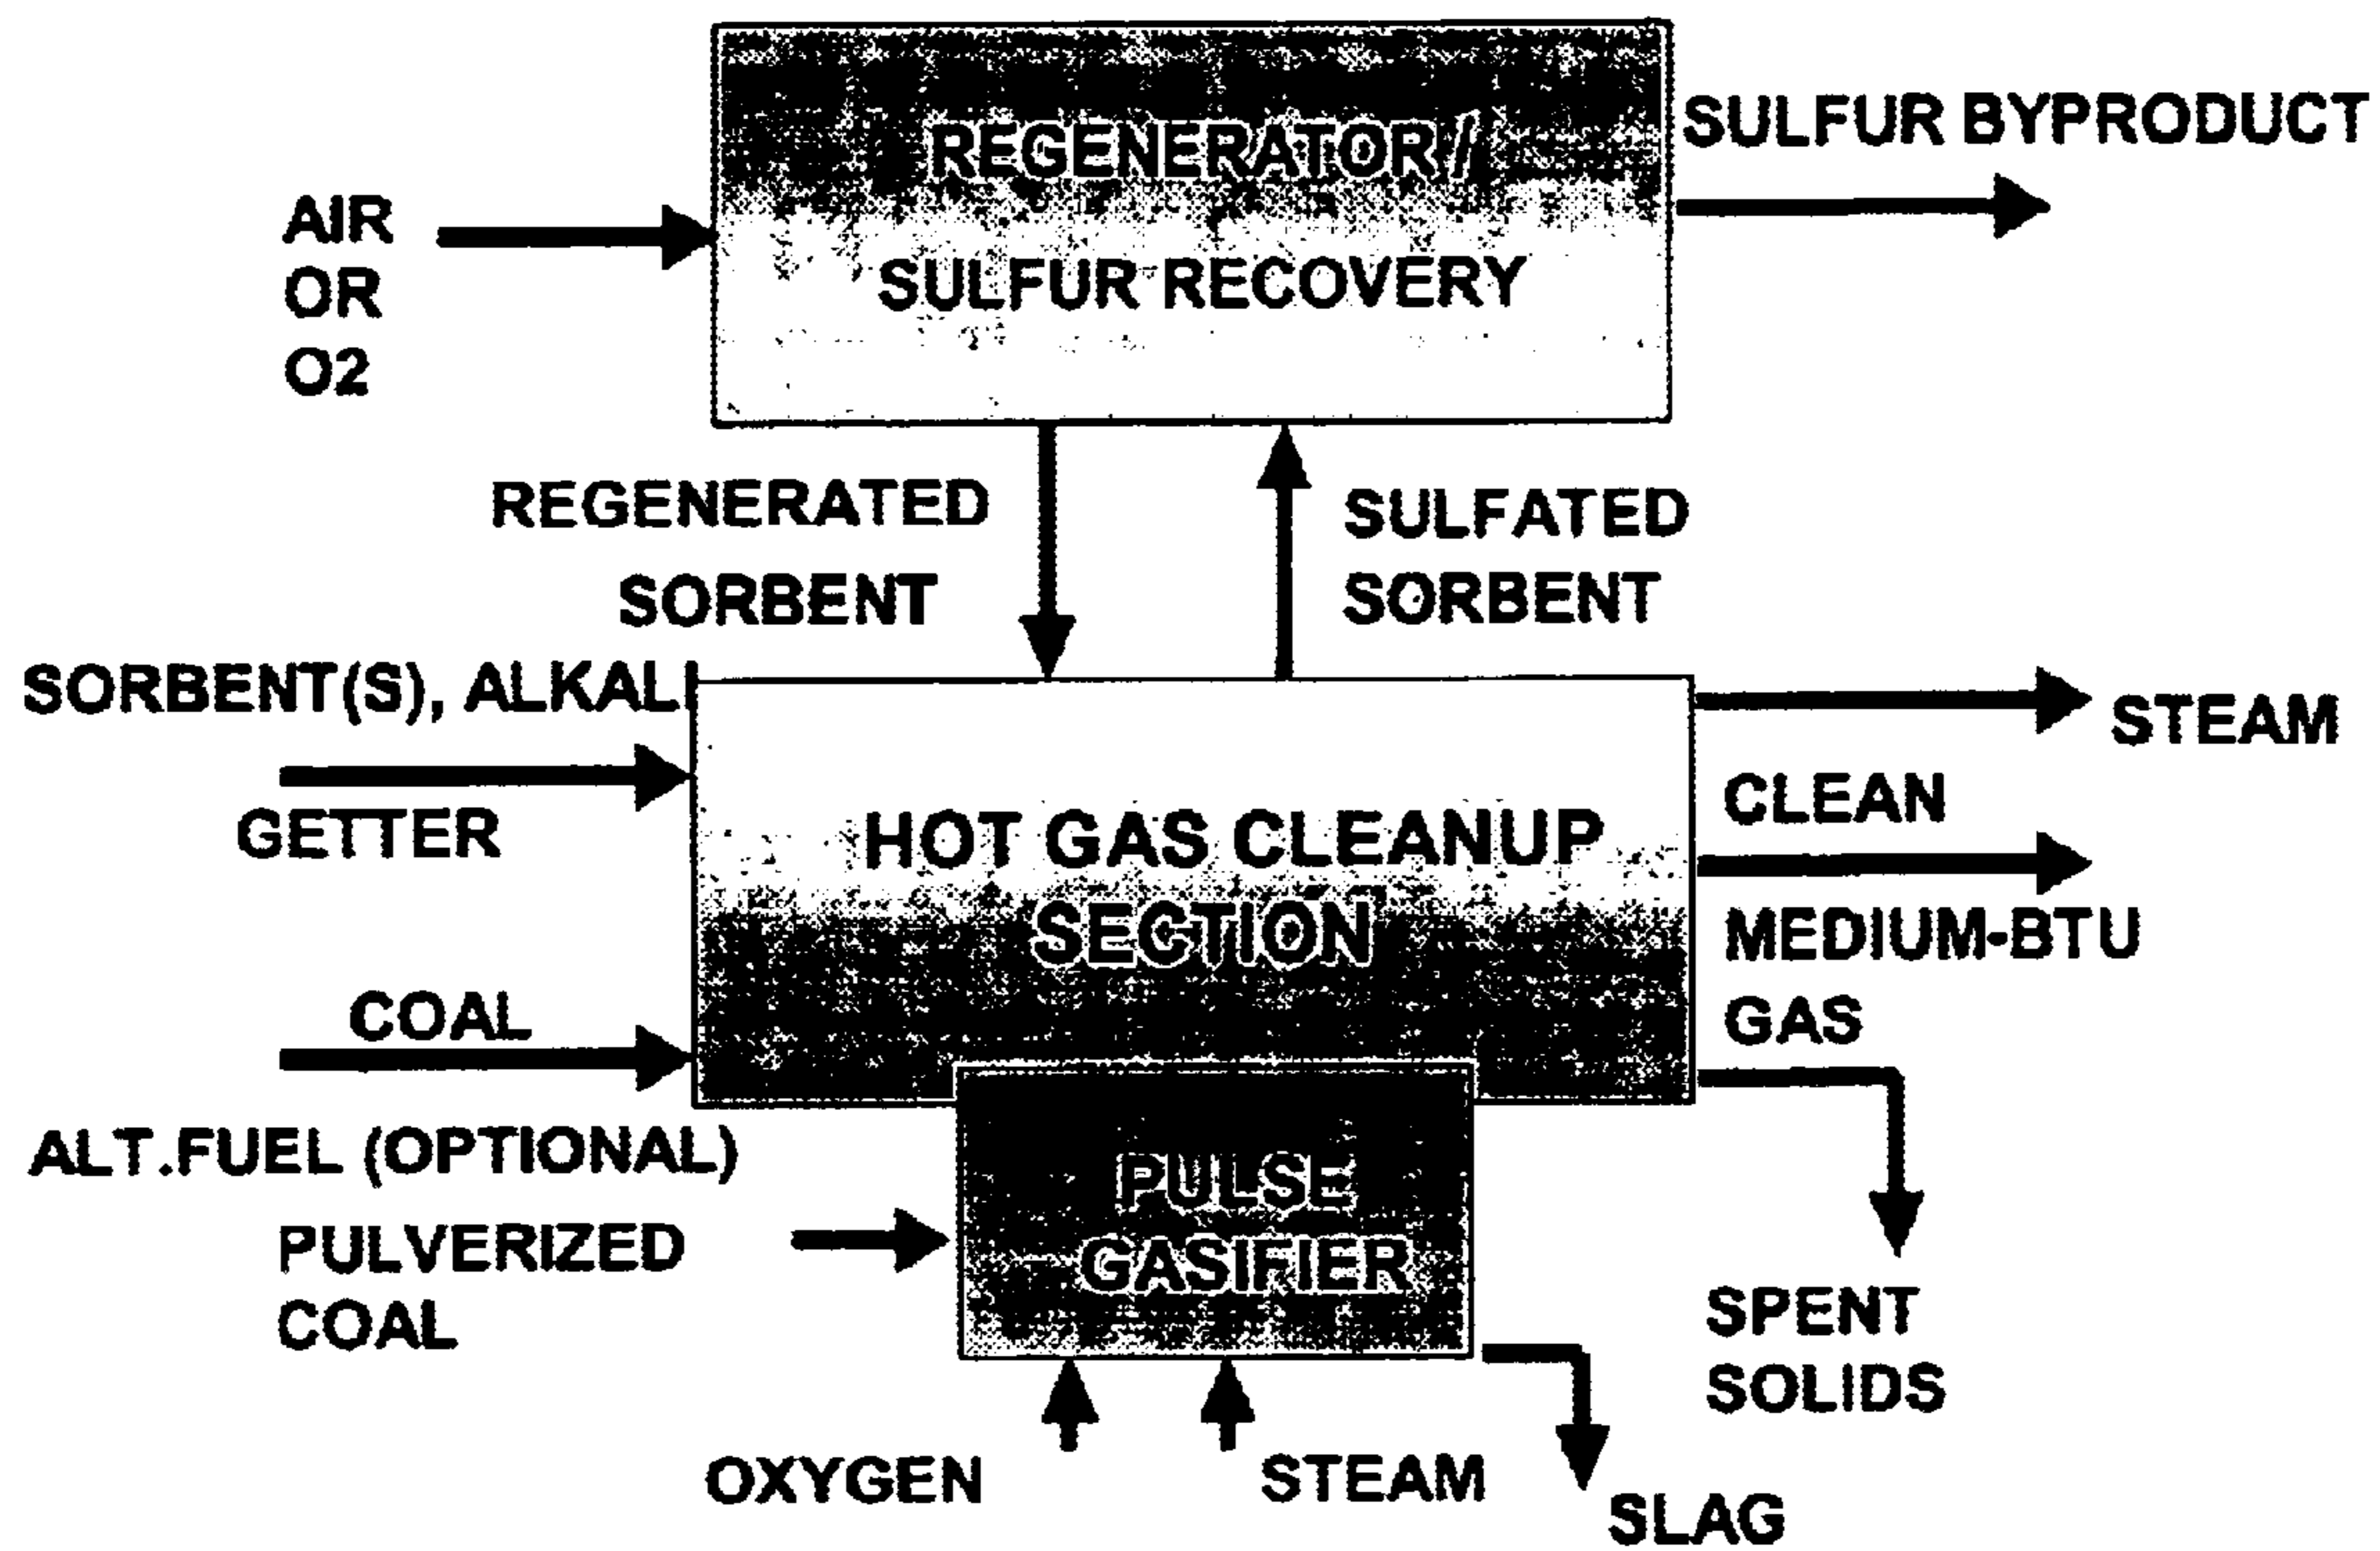 REGENERATOR /
SULFUR RECOVERY
SULFUR BYPRODUCT
AIR
OR
O2
REGENERATED
SORBENT
SULFATED
SORBENT
SORBENT(S), ALKALI
GETTER
HOT GAS CLEANUP
SECTION
STEAM
CLEAN
MEDIUM-BTU
GAS
COAL
ALT.FUEL (OPTIONAL)
PULVERIZED
COAL
PULSE
GASIFIER
SPENT
SOLIDS
OXYGEN
STEAM
SLAG